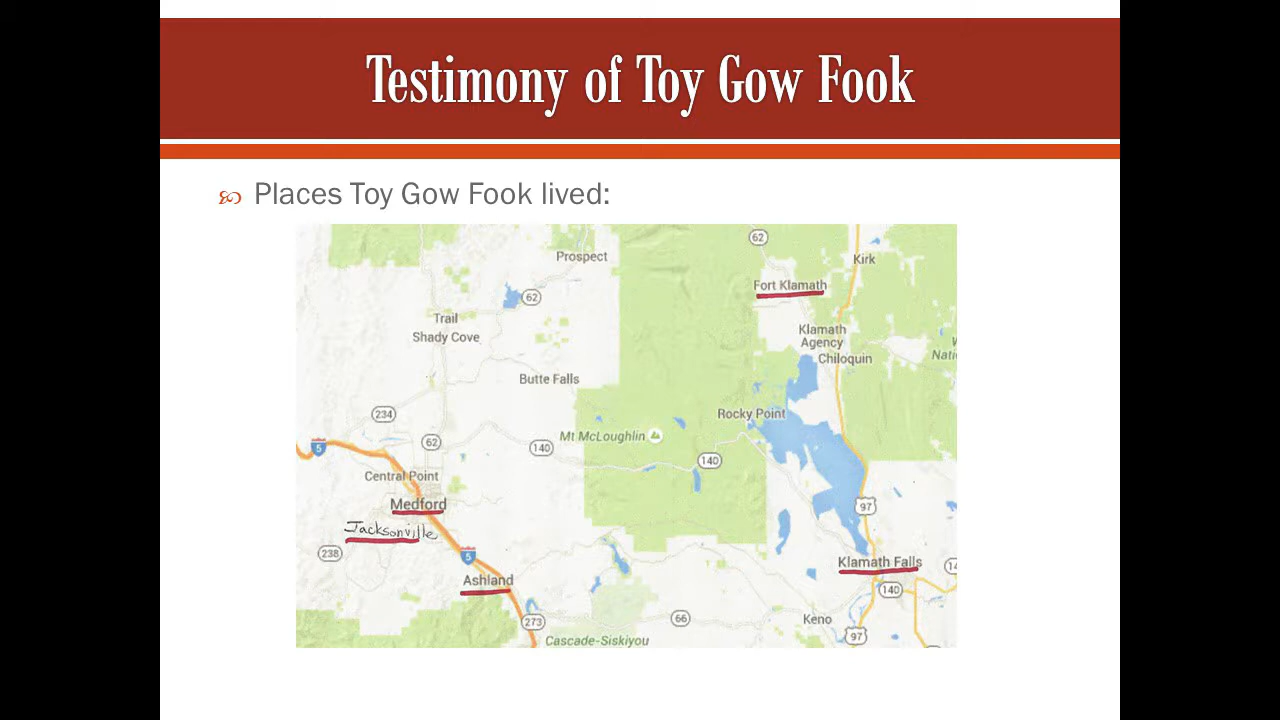 Testimony of Toy Gow Fook
Places Toy Gow Fook lived:
62
Prospect
Kirk
Fort Klamath
62
Trail
Shady Cove
Klamath
Agency
Chiloquin
Nati
Butte Falls
234
Rocky Point
62
Mt McLoughlin
5
140
140
Central Point
Medford
97
Jacksonville
238
5
Klamath Falls
14
Ashland
140
273
66
Keno
97
Cascade-Siskiyou